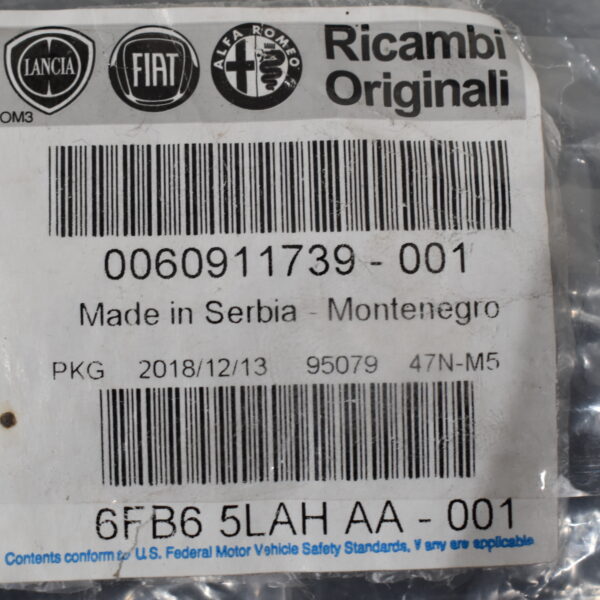 LANCIA FIAT ALFA ROMEO Ricambi
Originali
OM3
0060911739 - 001
Made in Serbia - Montenegro
PKG 2018/12/13 95079 47N-M5
6FB6 5LAH AA - 001
Contents conform to U.S. Federal Motor Vehicle Safety Standards, if any are applicable